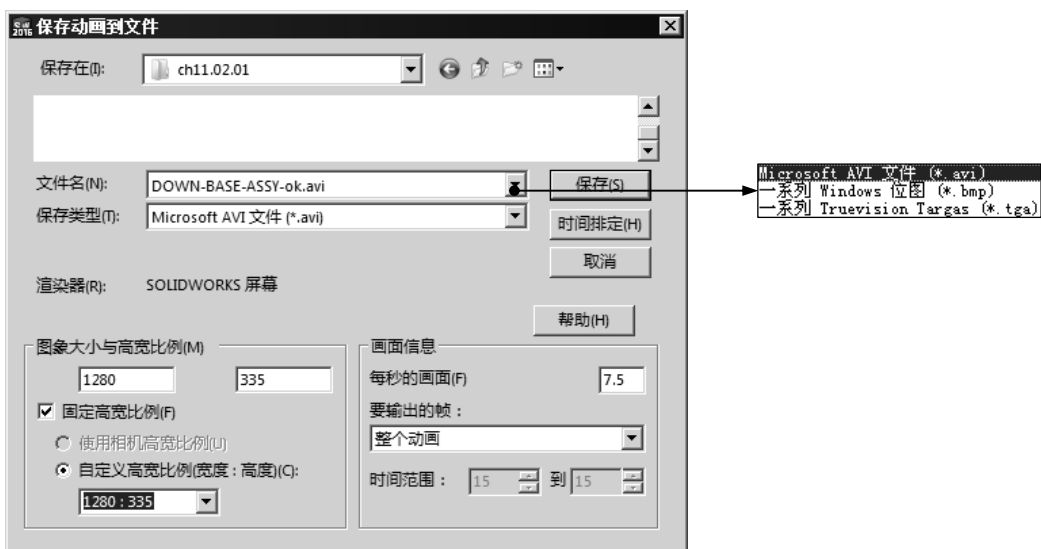 SW 2016 保存动画到文件
保存在(I): ch11.02.01
文件名(N): DOWN-BASE-ASSY-ok.avi 保存(S)
保存类型(T): Microsoft AVI 文件 (*.avi) 时间排定(H)
取消
渲染器(R): SOLIDWORKS 屏幕
帮助(H)
图象大小与高宽比例(M)
1280 335
固定高宽比例(F)
使用相机高宽比例(U)
自定义高宽比例(宽度 : 高度)(C):
1280 : 335
画面信息
每秒的画面(F) 7.5
要输出的帧：
整个动画
时间范围： 15 到 15
Microsoft AVI 文件 (*.avi)
一系列 Windows 位图 (*.bmp)
一系列 Truevision Targas (*.tga)